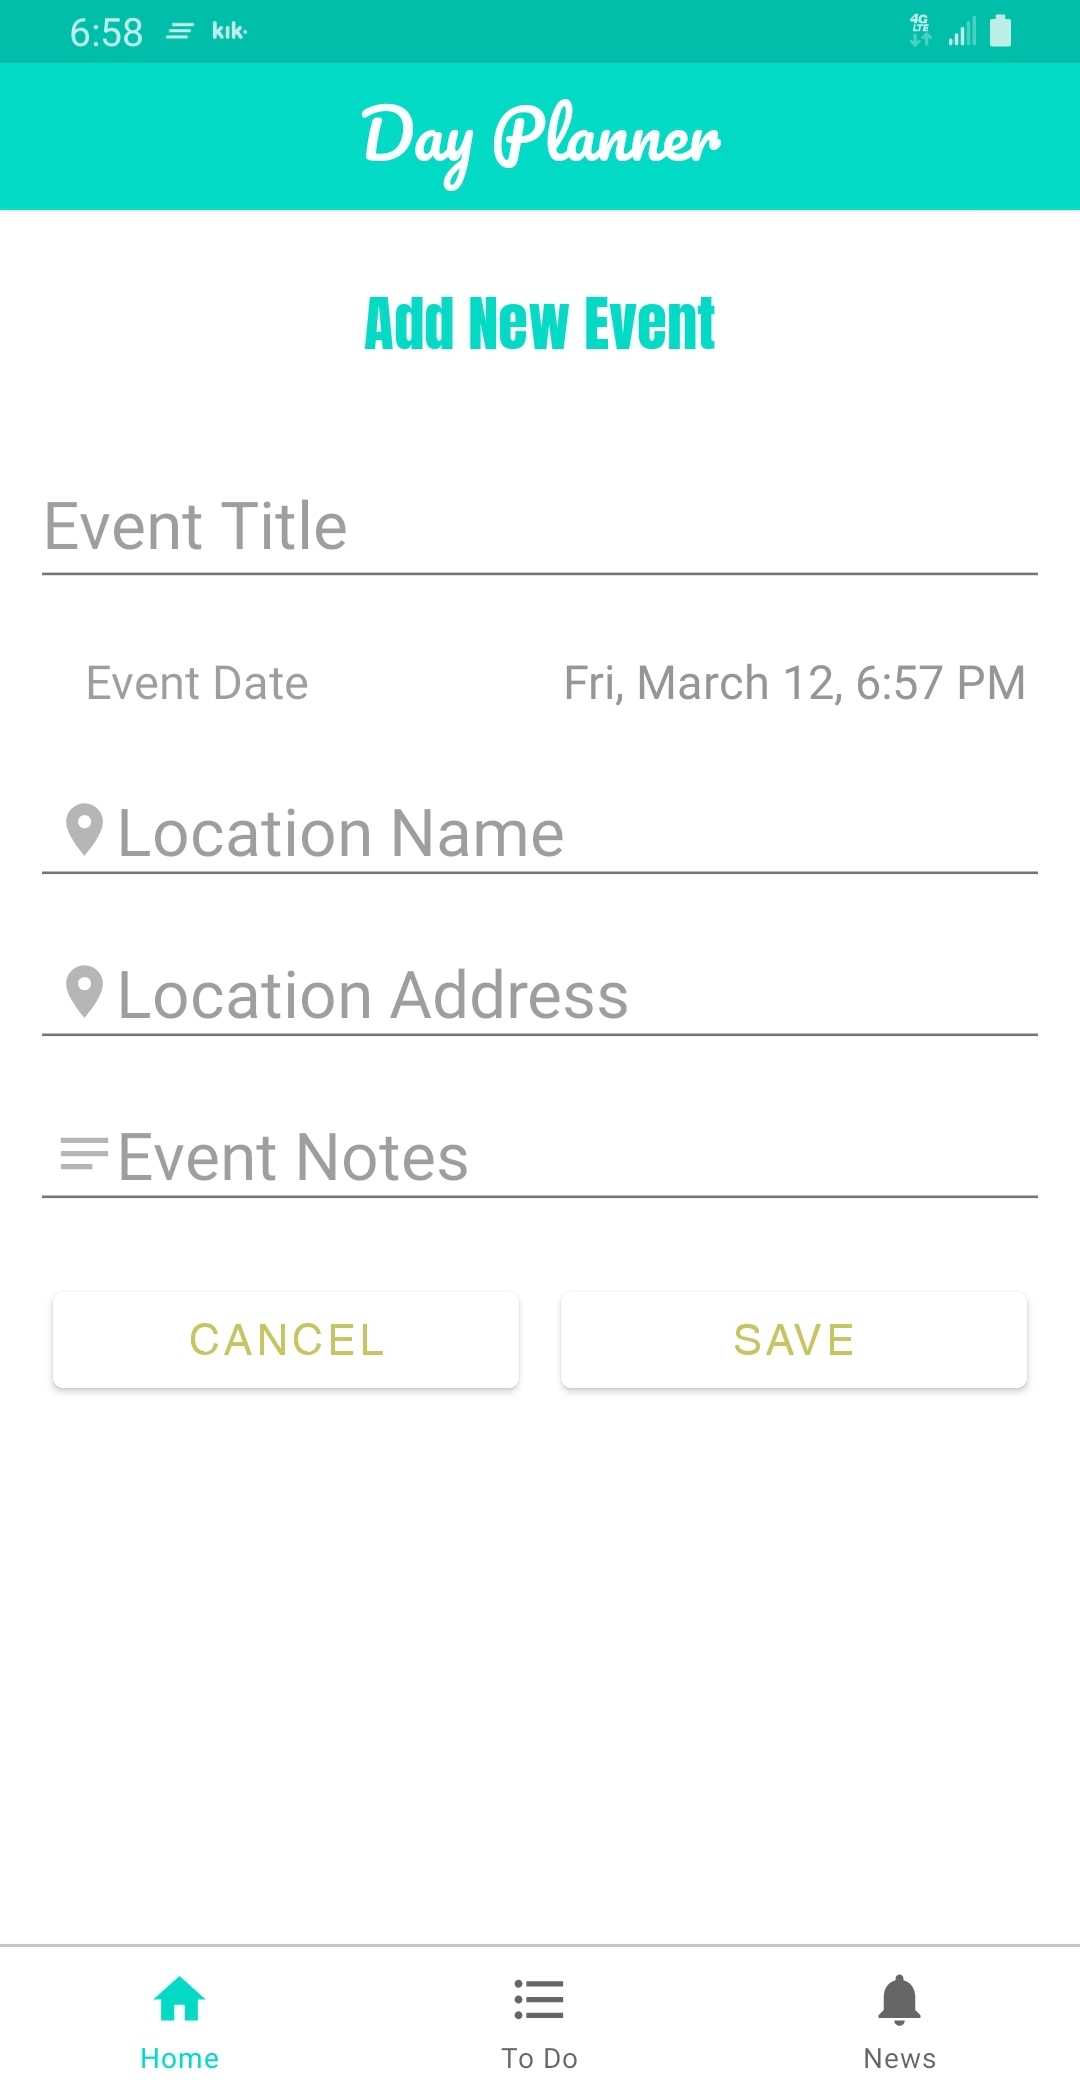 6:58 kik·
4G
LTE
Day Planner
Add New Event
Event Title
Event Date Fri, March 12, 6:57 PM
Location Name
Location Address
Event Notes
CANCEL SAVE
Home To Do News